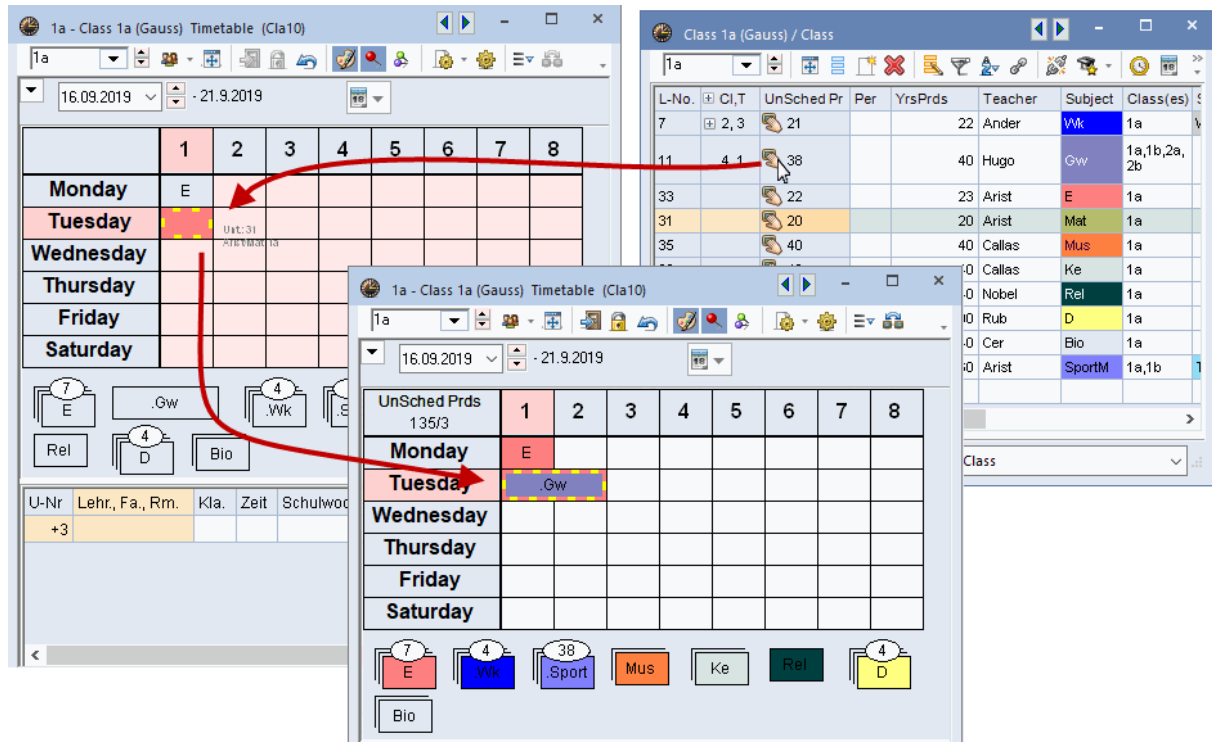 1a - Class 1a (Gauss) Timetable (Cla10)
1a
16.09.2019 - 21.9.2019
1 2 3 4 5 6 7 8
Monday E
Tuesday
Unt.: 31
Wednesday
Thursday
Friday
Saturday
7 E .Gw 4 .Wk
Rel 4 D Bio
U-Nr Lehr., Fa., Rm. Kla. Zeit
+3
Class 1a (Gauss) / Class
1a
L-No. Cl,T UnSched Pr Per YrsPrds Teacher Subject Class(es)
7 2, 3 21 22 Ander Wk 1a
11 4, 1 38 40 Hugo Gw 1a,1b,2a,
2b
33 22 23 Arist E 1a
31 20 20 Arist Mat 1a
35 40 40 Callas Mus 1a
Callas Ke 1a
Nobel Rel 1a
Rub D 1a
Cer Bio 1a
Arist SportM 1a,1b
Class
1a - Class 1a (Gauss) Timetable (Cla10)
1a
16.09.2019 - 21.9.2019
UnSched Prds
135/3
1 2 3 4 5 6 7 8
Monday E
Tuesday .Gw
Wednesday
Thursday
Friday
Saturday
7 E 4 .Wk 38 .Sport Mus Ke Rel 4 D
Bio